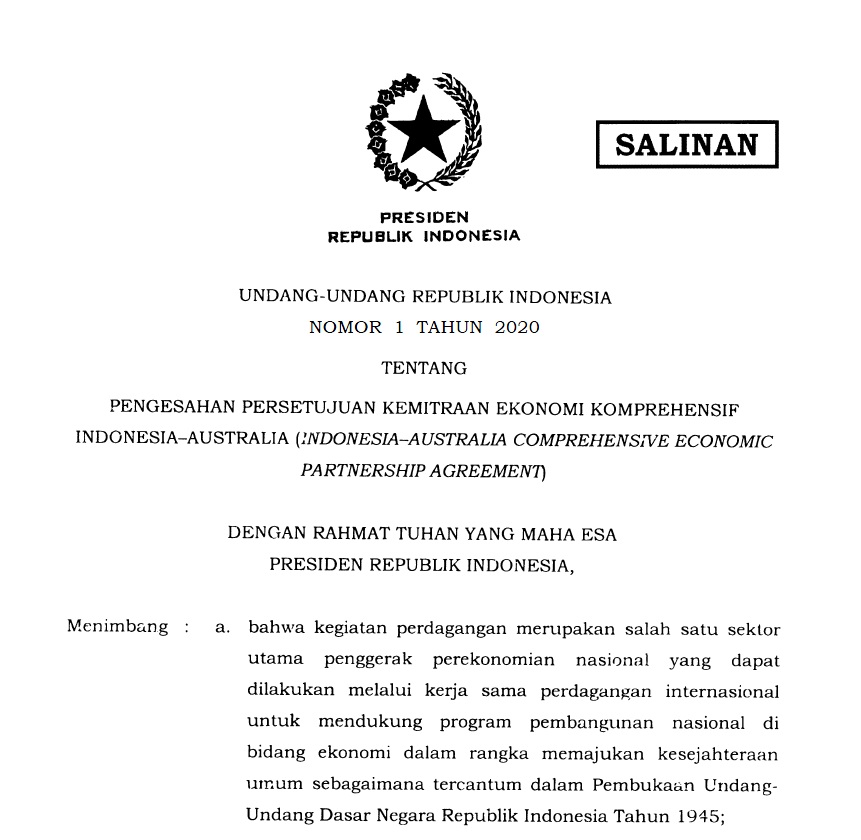 SALINAN
PRESIDEN
REPUBLIK INDONESIA
UNDANG-UNDANG REPUBLIK INDONESIA
NOMOR 1 TAHUN 2020
TENTANG
PENGESAHAN PERSETUJUAN KEMITRAAN EKONOMI KOMPREHENSIF
INDONESIA–AUSTRALIA (INDONESIA–AUSTRALIA COMPREHENSIVE ECONOMIC
PARTNERSHIP AGREEMENT)
DENGAN RAHMAT TUHAN YANG MAHA ESA
PRESIDEN REPUBLIK INDONESIA,
Menimbang : a. bahwa kegiatan perdagangan merupakan salah satu sektor
utama penggerak perekonomian nasional yang dapat
dilakukan melalui kerja sama perdagangan internasional
untuk mendukung program pembangunan nasional di
bidang ekonomi dalam rangka memajukan kesejahteraan
umum sebagaimana tercantum dalam Pembukaan Undang-
Undang Dasar Negara Republik Indonesia Tahun 1945;